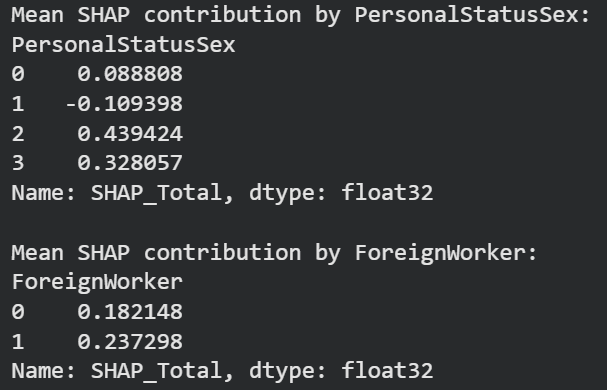 Mean SHAP contribution by PersonalStatusSex:
PersonalStatusSex
0    0.088808
1   -0.109398
2    0.439424
3    0.328057
Name: SHAP_Total, dtype: float32

Mean SHAP contribution by ForeignWorker:
ForeignWorker
0    0.182148
1    0.237298
Name: SHAP_Total, dtype: float32